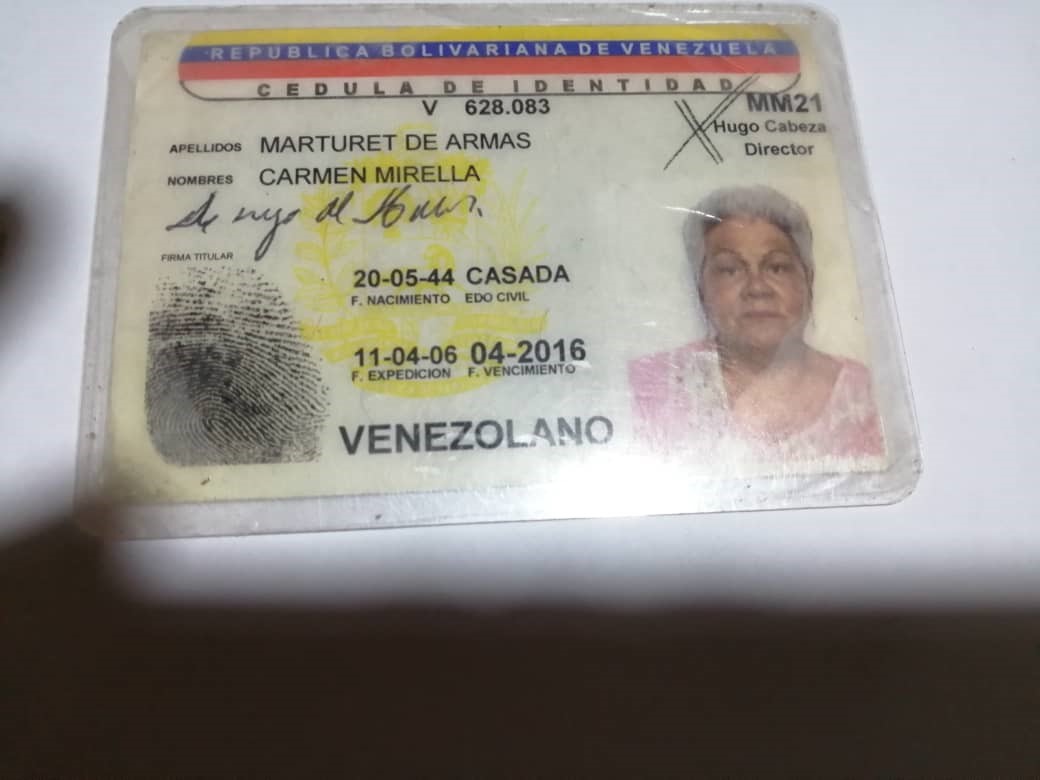 REPUBLICA BOLIVARIANA DE VENEZUELA
CEDULA DE IDENTIDAD
V 628.083
MM21
Hugo Cabeza
Director
APELLIDOS MARTURET DE ARMAS
NOMBRES CARMEN MIRELLA
FIRMA TITULAR
20-05-44 CASADA
F. NACIMIENTO EDO CIVIL
11-04-06 04-2016
F. EXPEDICION F. VENCIMIENTO
VENEZOLANO